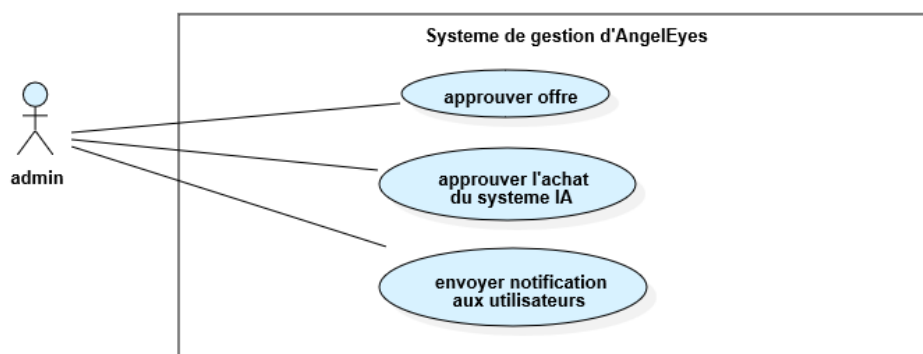 Systeme de gestion d'AngelEyes
approuver offre
admin
approuver l'achat
du systeme IA
envoyer notification
aux utilisateurs